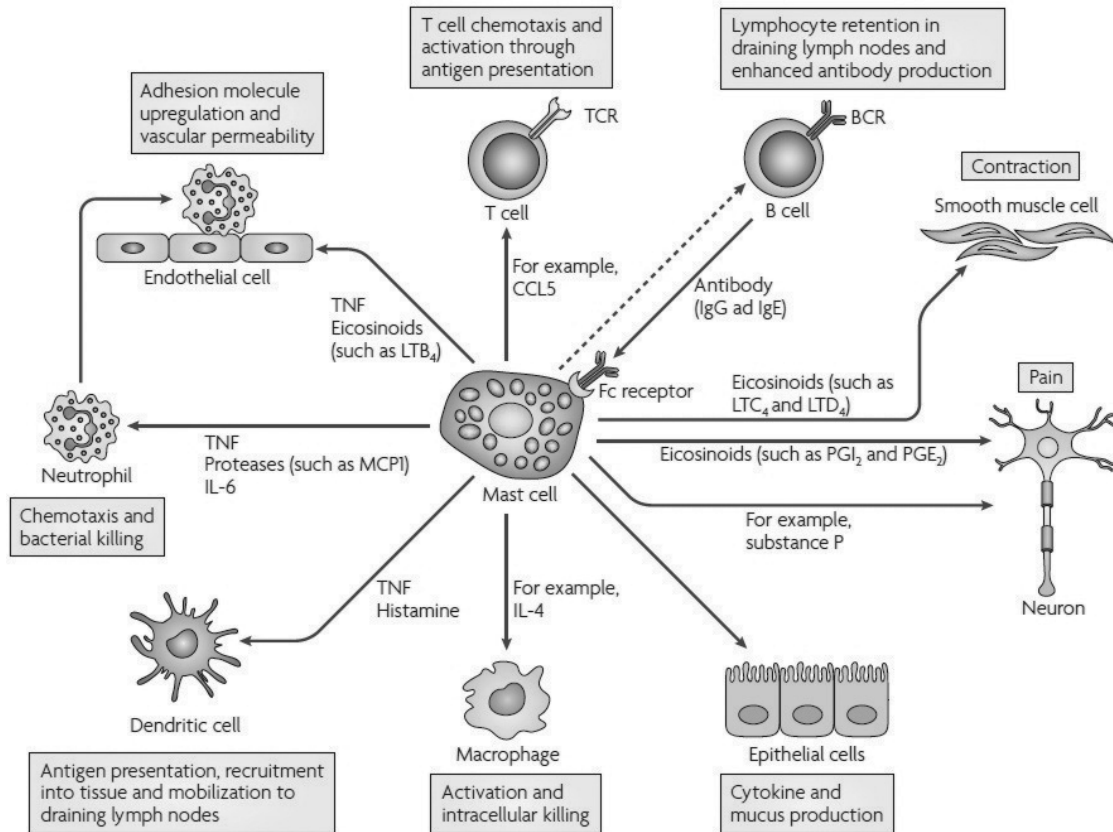 T cell chemotaxis and
activation through
antigen presentation
Lymphocyte retention in
draining lymph nodes and
enhanced antibody production
Adhesion molecule
upregulation and
vascular permeability
TCR
BCR
Contraction
T cell
B cell
Smooth muscle cell
Endothelial cell
For example,
CCL5
Antibody
(IgG ad IgE)
TNF
Eicosinoids
(such as LTB₄)
Fc receptor
Eicosinoids (such as
LTC₄ and LTD₄)
Pain
Neutrophil
TNF
Proteases (such as MCP1)
IL-6
Mast cell
Eicosinoids (such as PGI₂ and PGE₂)
Chemotaxis and
bacterial killing
For example,
substance P
TNF
Histamine
For example,
IL-4
Neuron
Dendritic cell
Macrophage
Epithelial cells
Antigen presentation, recruitment
into tissue and mobilization to
draining lymph nodes
Activation and
intracellular killing
Cytokine and
mucus production